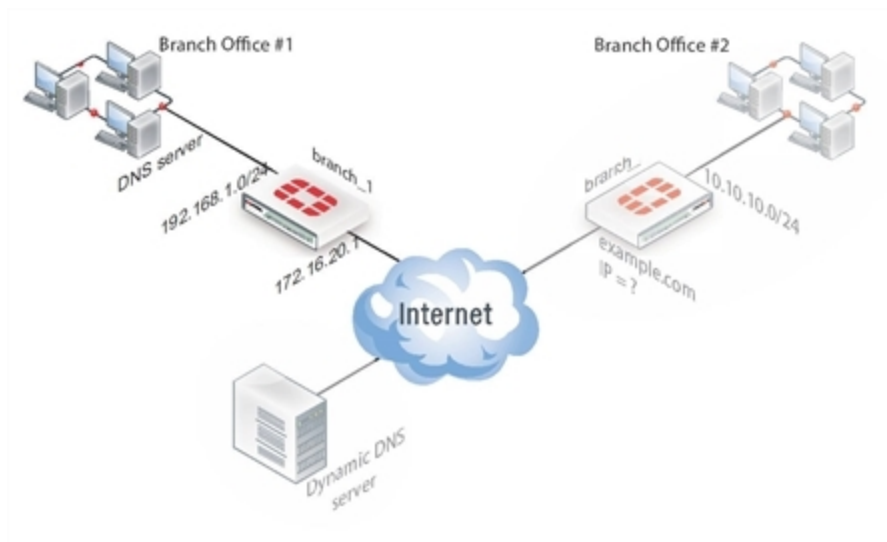 Branch Office #1
Branch Office #2
DNS server
192.168.1.0/24
branch_1
172.16.20.1
branch_
10.10.10.0/24
example.com
IP = ?
Internet
Dynamic DNS
server